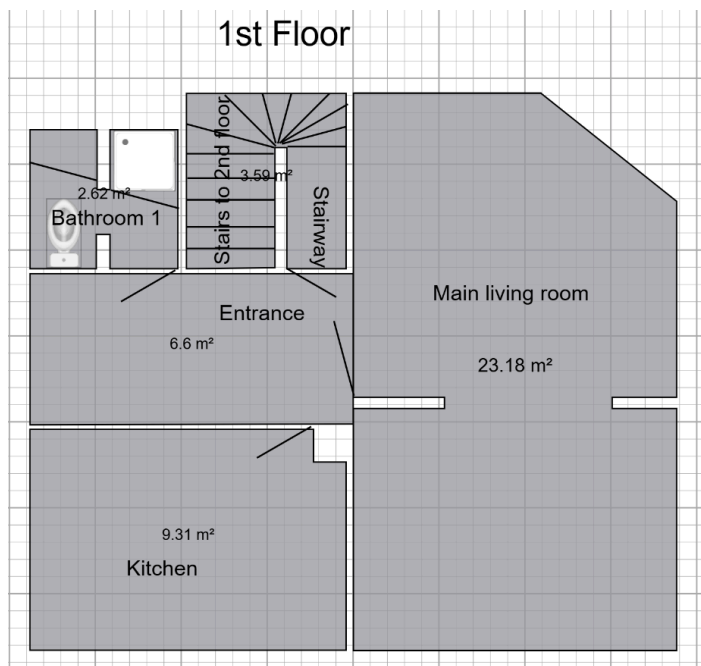 1st Floor
Stairs to 2nd floor
3.59 m²
2.62 m²
Bathroom 1
Stairway
Main living room
Entrance
6.6 m²
23.18 m²
9.31 m²
Kitchen